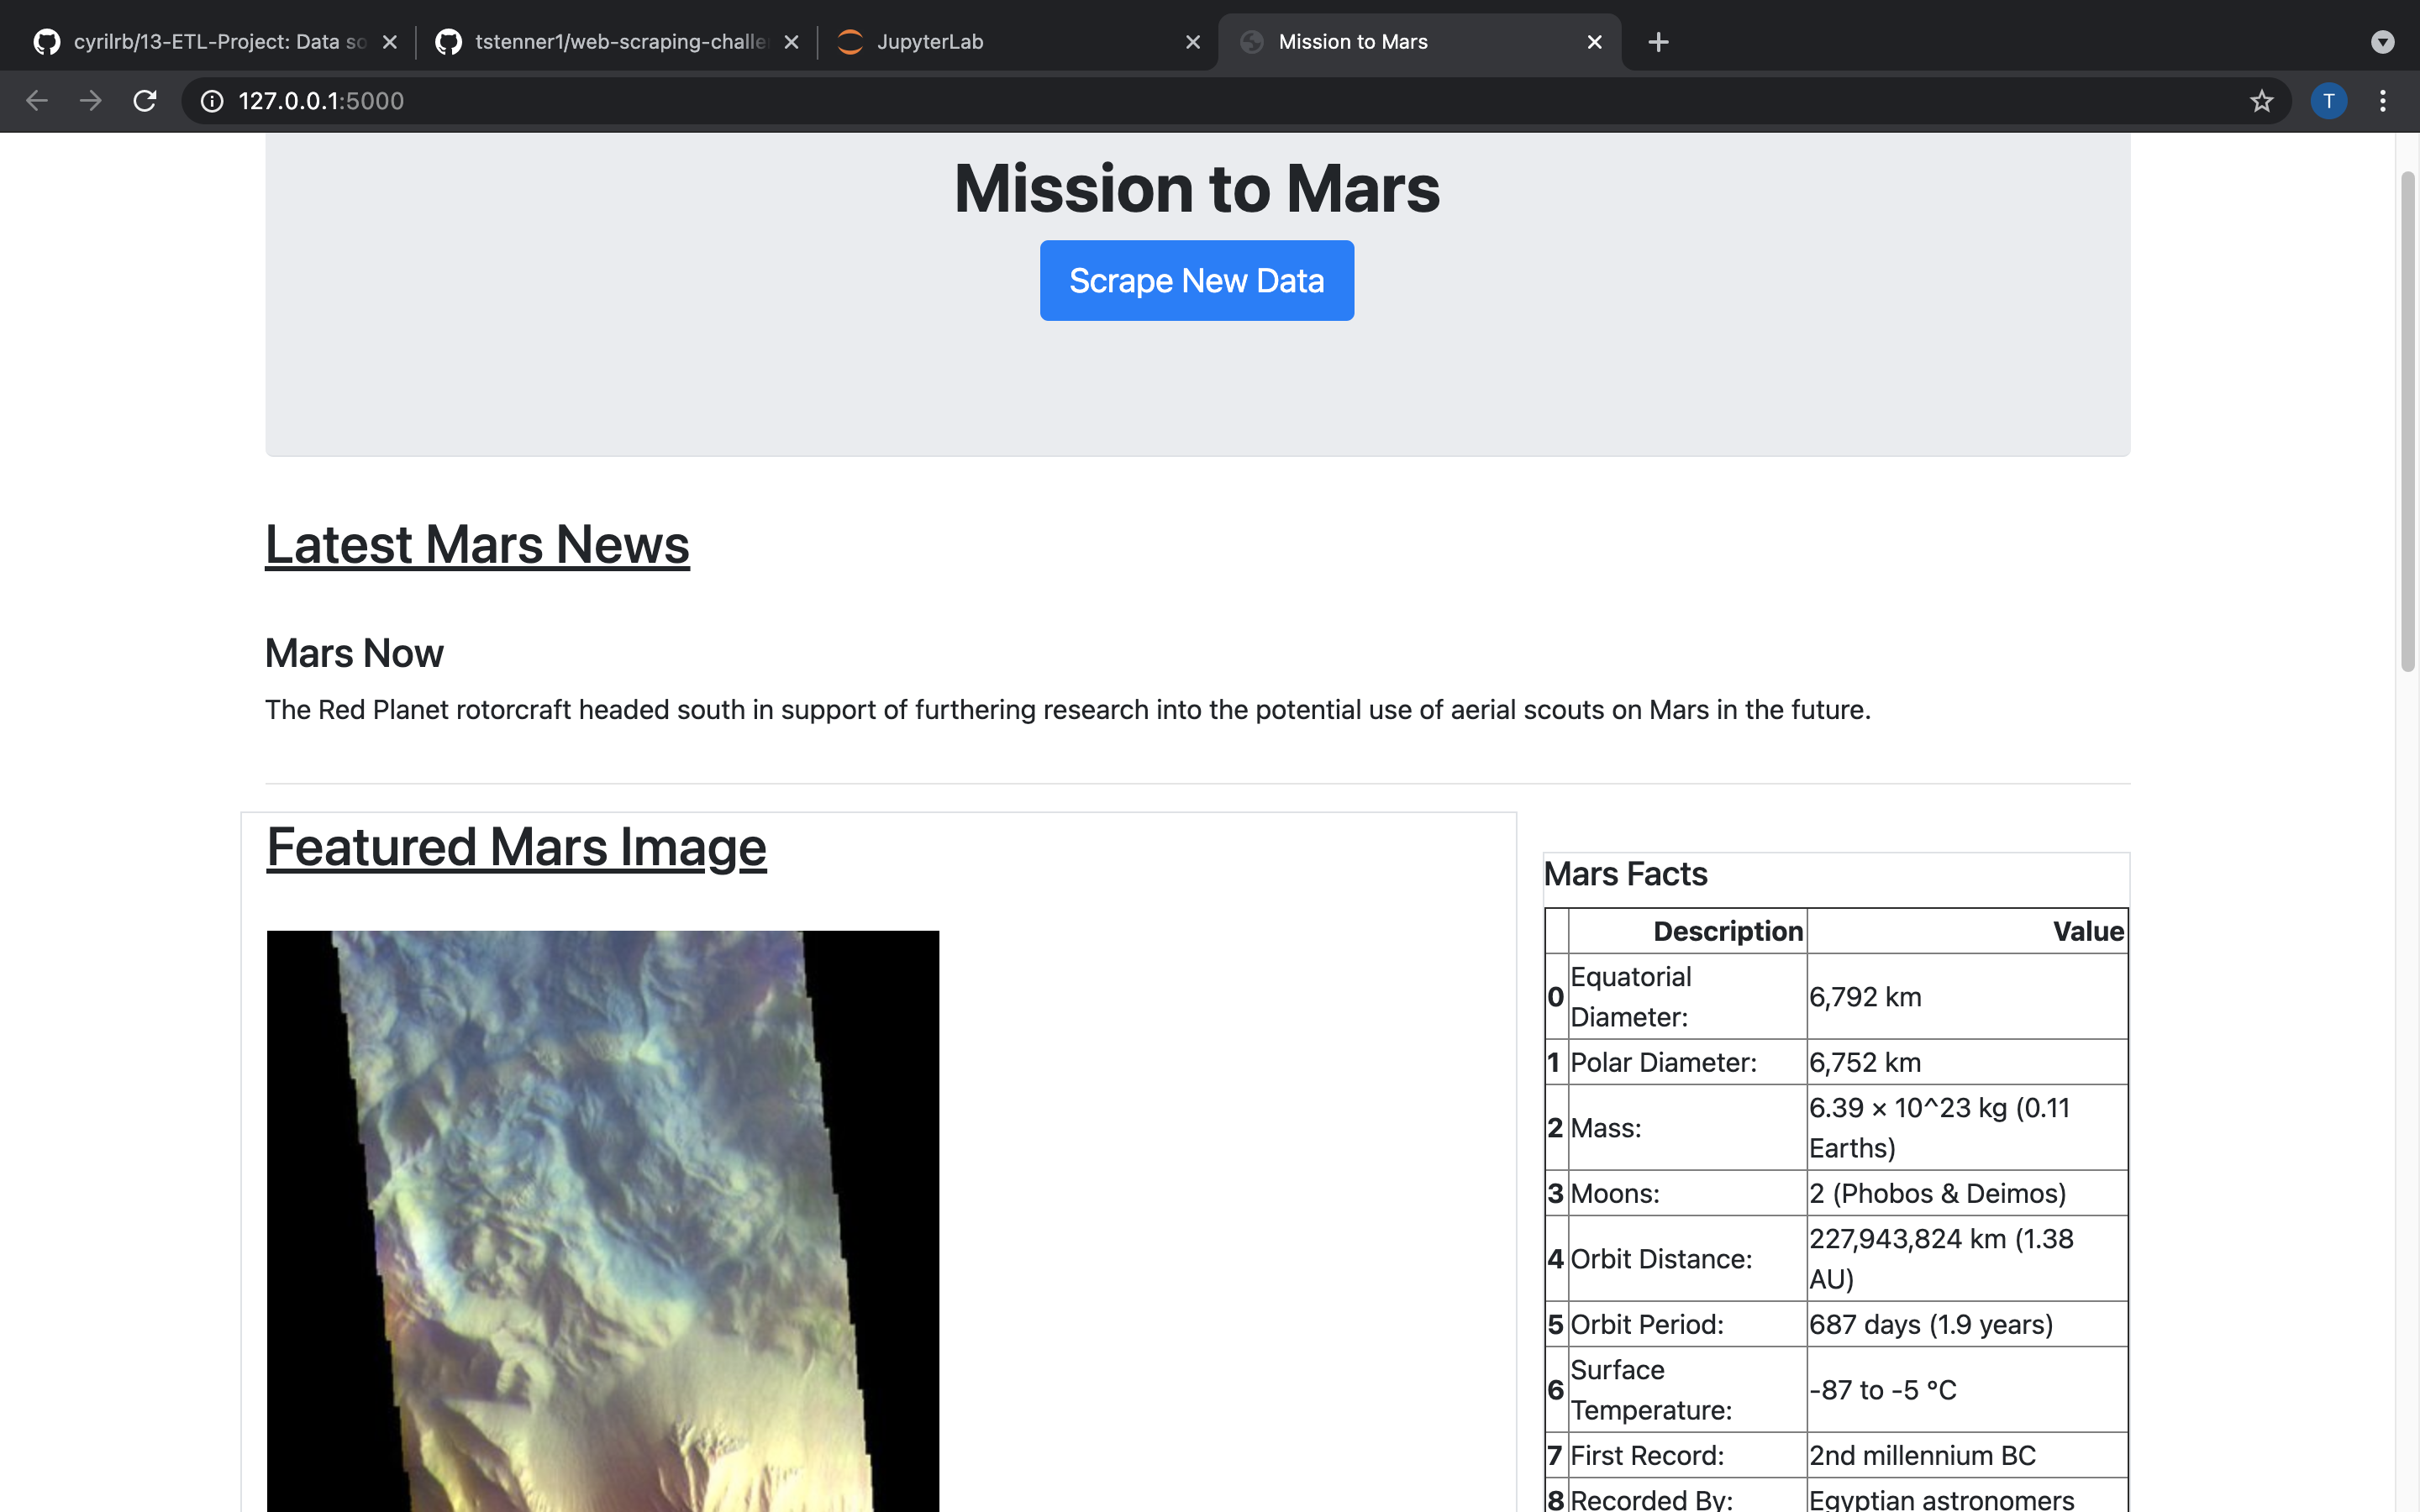 cyrilrb/13-ETL-Project: Data so
tstenner1/web-scraping-challe
JupyterLab
Mission to Mars
127.0.0.1:5000
T
Mission to Mars
Scrape New Data
Latest Mars News
Mars Now
The Red Planet rotorcraft headed south in support of furthering research into the potential use of aerial scouts on Mars in the future.
Featured Mars Image
Mars Facts
Description Value
0 Equatorial Diameter: 6,792 km
1 Polar Diameter: 6,752 km
2 Mass: 6.39 × 10^23 kg (0.11 Earths)
3 Moons: 2 (Phobos & Deimos)
4 Orbit Distance: 227,943,824 km (1.38 AU)
5 Orbit Period: 687 days (1.9 years)
6 Surface Temperature: -87 to -5 °C
7 First Record: 2nd millennium BC
8 Recorded By: Egyptian astronomers